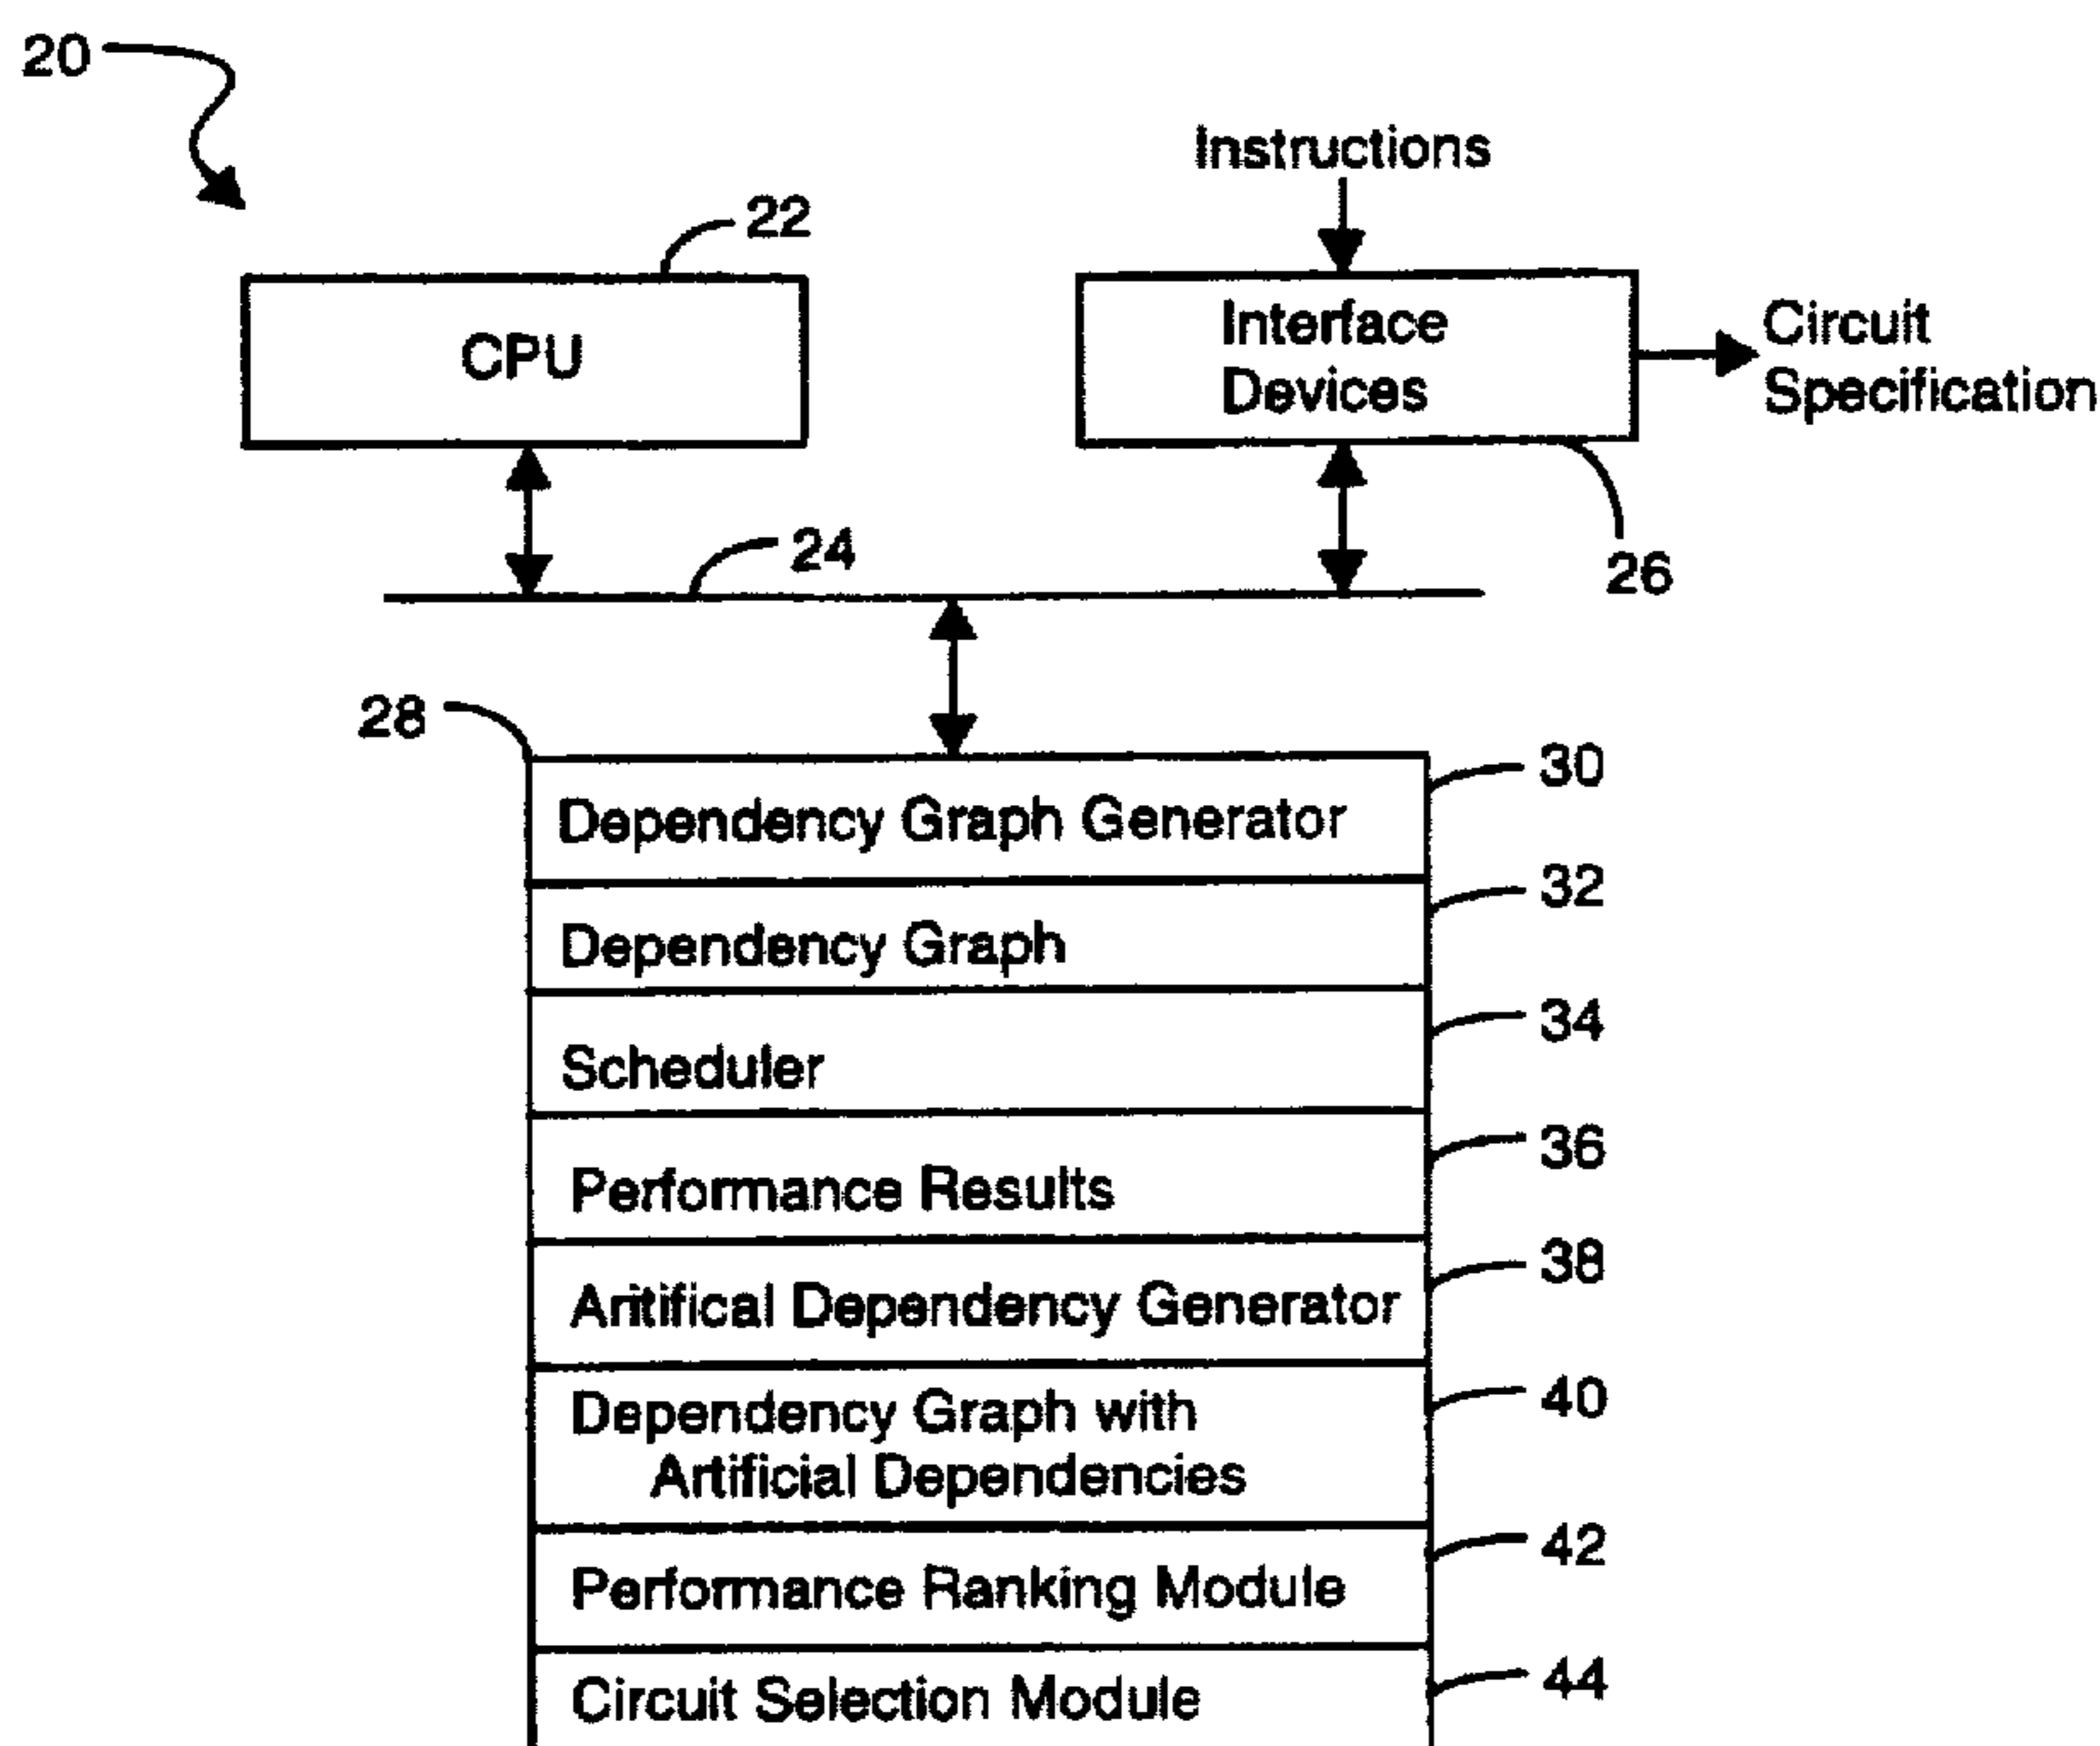 20
Instructions
22
CPU
Interface
Devices
Circuit
Specification
24
26
28
30
Dependency Graph Generator
32
Dependency Graph
34
Scheduler
36
Performance Results
38
Aritifical Dependency Generator
40
Dependency Graph with
Artificial Dependencies
42
Performance Ranking Module
44
Circuit Selection Module